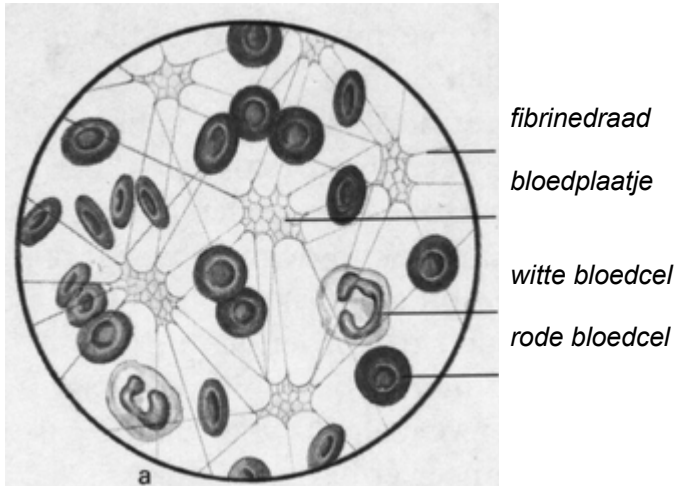 fibrinedraad
bloedplaatje
witte bloedcel
rode bloedcel
a